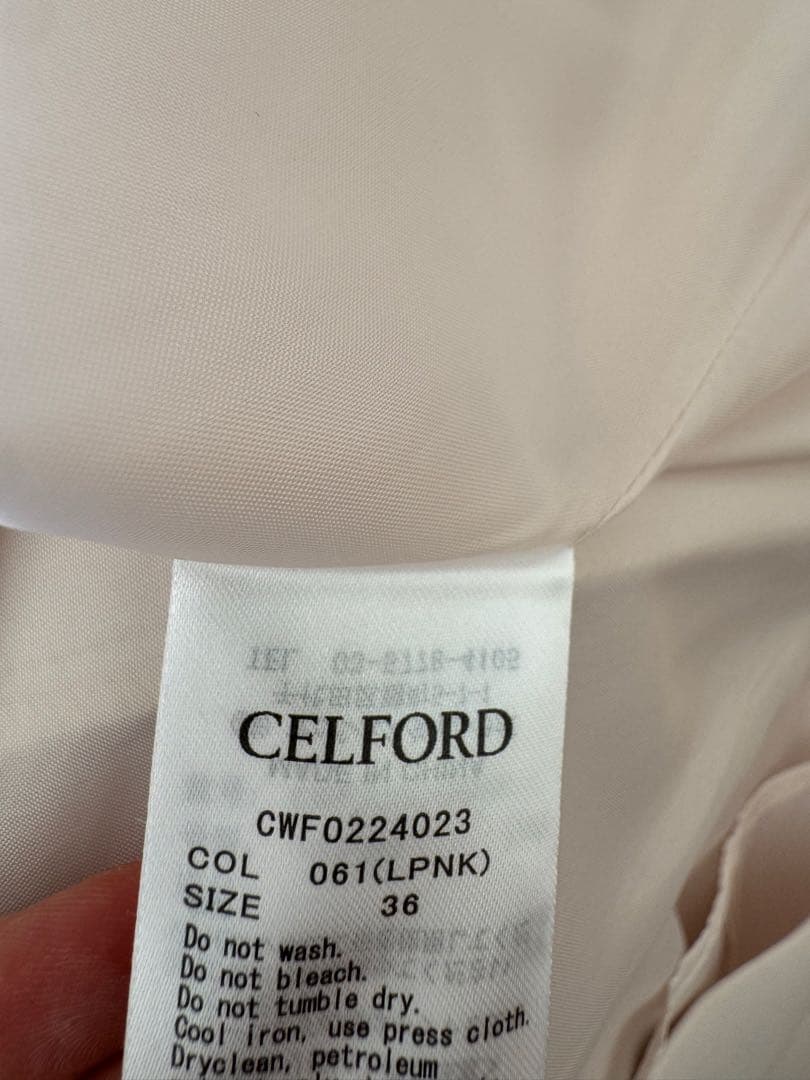 CELFORD
CWF0224023
COL 061(LPNK)
SIZE 36
Do not wash.
Do not bleach.
Do not tumble dry.
Cool iron, use press cloth.
Dryclean, petroleum